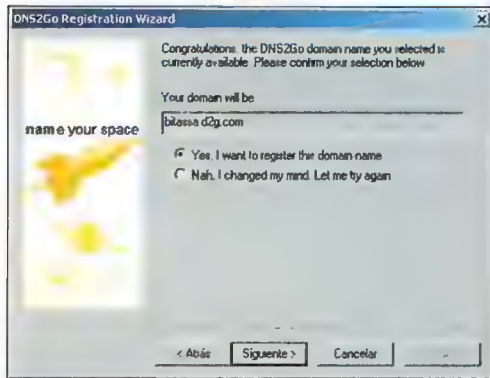 DNS2Go Registration Wizard
Congratulations, the DNS2Go domain name you selected is
currently available. Please confirm your selection below
Your domain will be
bitassa.d2g.com
name your space
Yes, I want to register this domain name
Nah, I changed my mind. Let me try again
< Atrás
Siguiente >
Cancelar